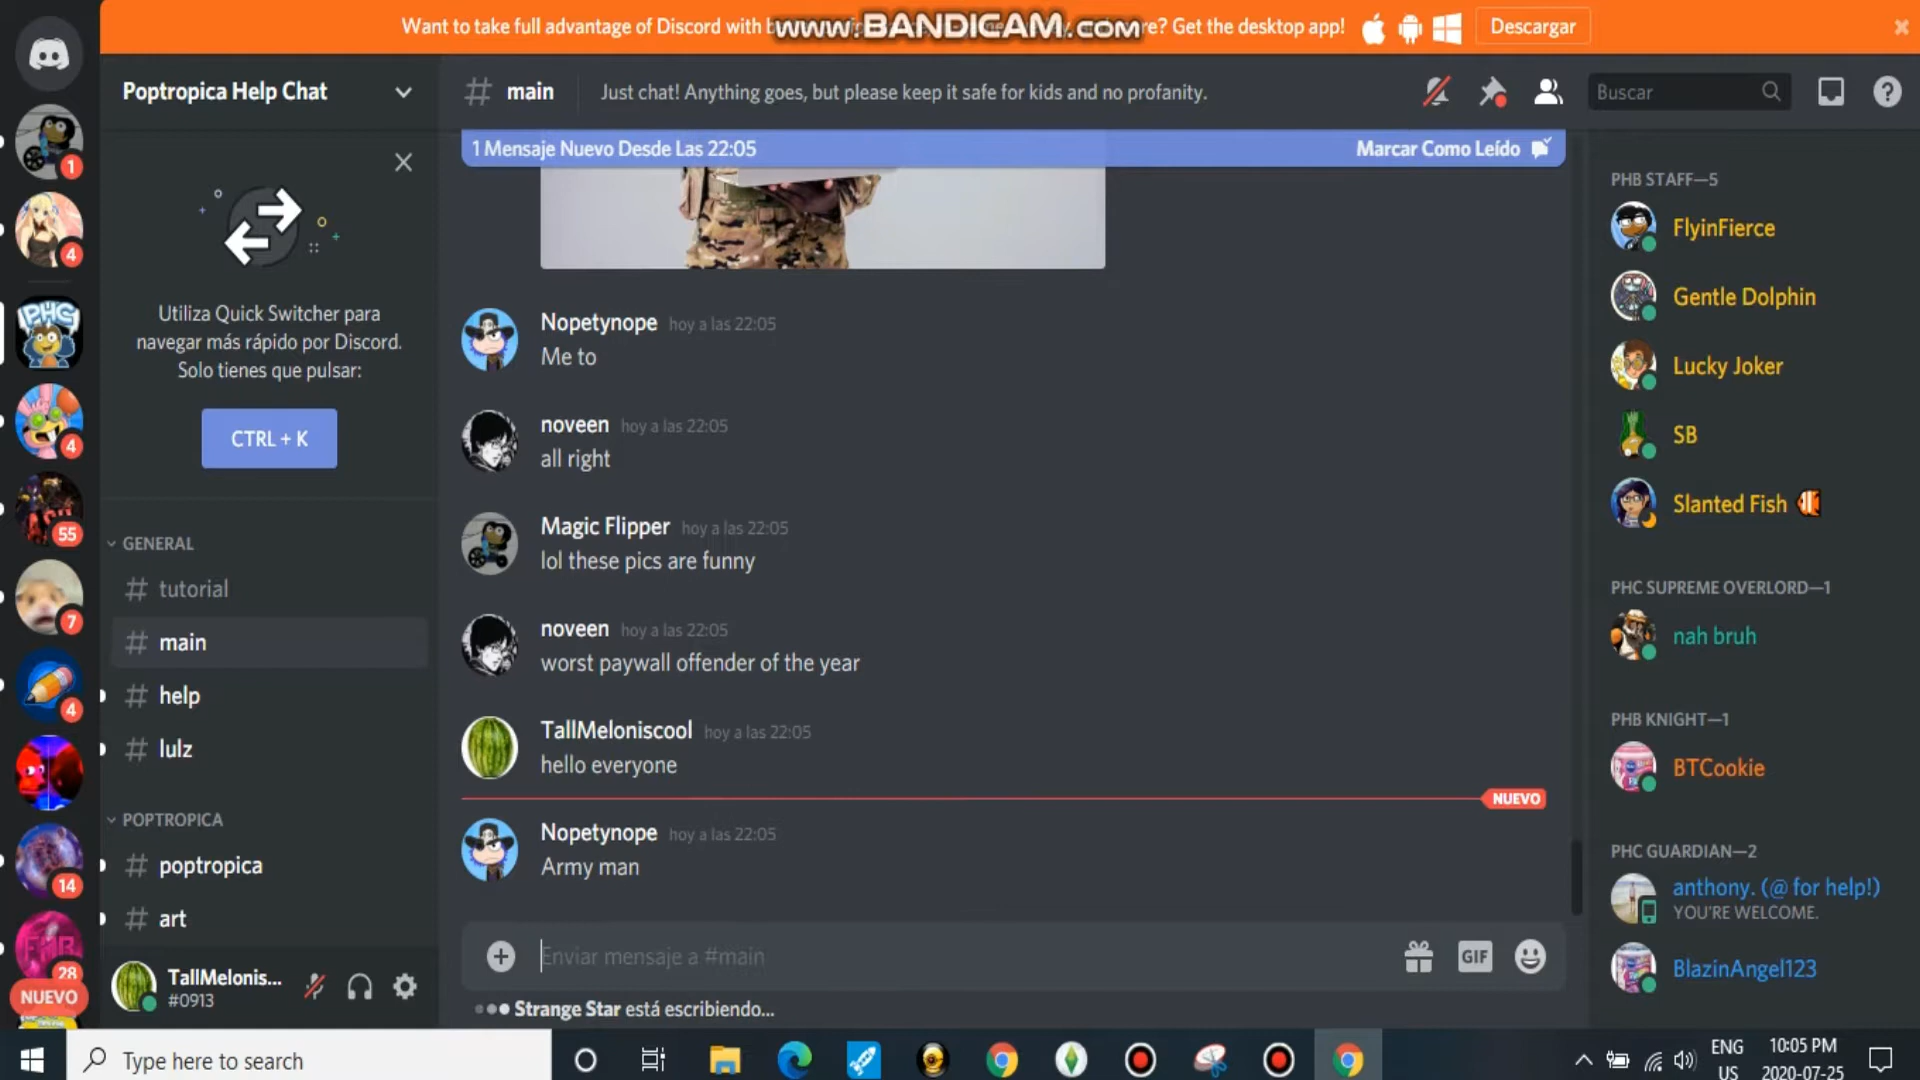 Want to take full advantage of Discord with b
www.BANDICAM.com
re? Get the desktop app!
Descargar
Poptropica Help Chat
main
Just chat! Anything goes, but please keep it safe for kids and no profanity.
Buscar
1 Mensaje Nuevo Desde Las 22:05
Marcar Como Leído
Utiliza Quick Switcher para
navegar más rápido por Discord.
Solo tienes que pulsar:
CTRL + K
GENERAL
# tutorial
# main
# help
# lulz
POPTROPICA
# poptropica
# art
1
4
PHC
4
55
7
4
14
28
NUEVO
TallMelonis...
#0913
Nopetynope hoy a las 22:05
Me to
noveen hoy a las 22:05
all right
Magic Flipper hoy a las 22:05
lol these pics are funny
noveen hoy a las 22:05
worst paywall offender of the year
TallMeloniscool hoy a las 22:05
hello everyone
NUEVO
Nopetynope hoy a las 22:05
Army man
Enviar mensaje a #main
GIF
Strange Star está escribiendo...
PHB STAFF—5
FlyinFierce
Gentle Dolphin
Lucky Joker
SB
Slanted Fish
PHC SUPREME OVERLORD—1
nah bruh
PHB KNIGHT—1
BTCookie
PHC GUARDIAN—2
anthony. (@ for help!)
YOU'RE WELCOME.
BlazinAngel123
Type here to search
ENG
US
10:05 PM
2020-07-25